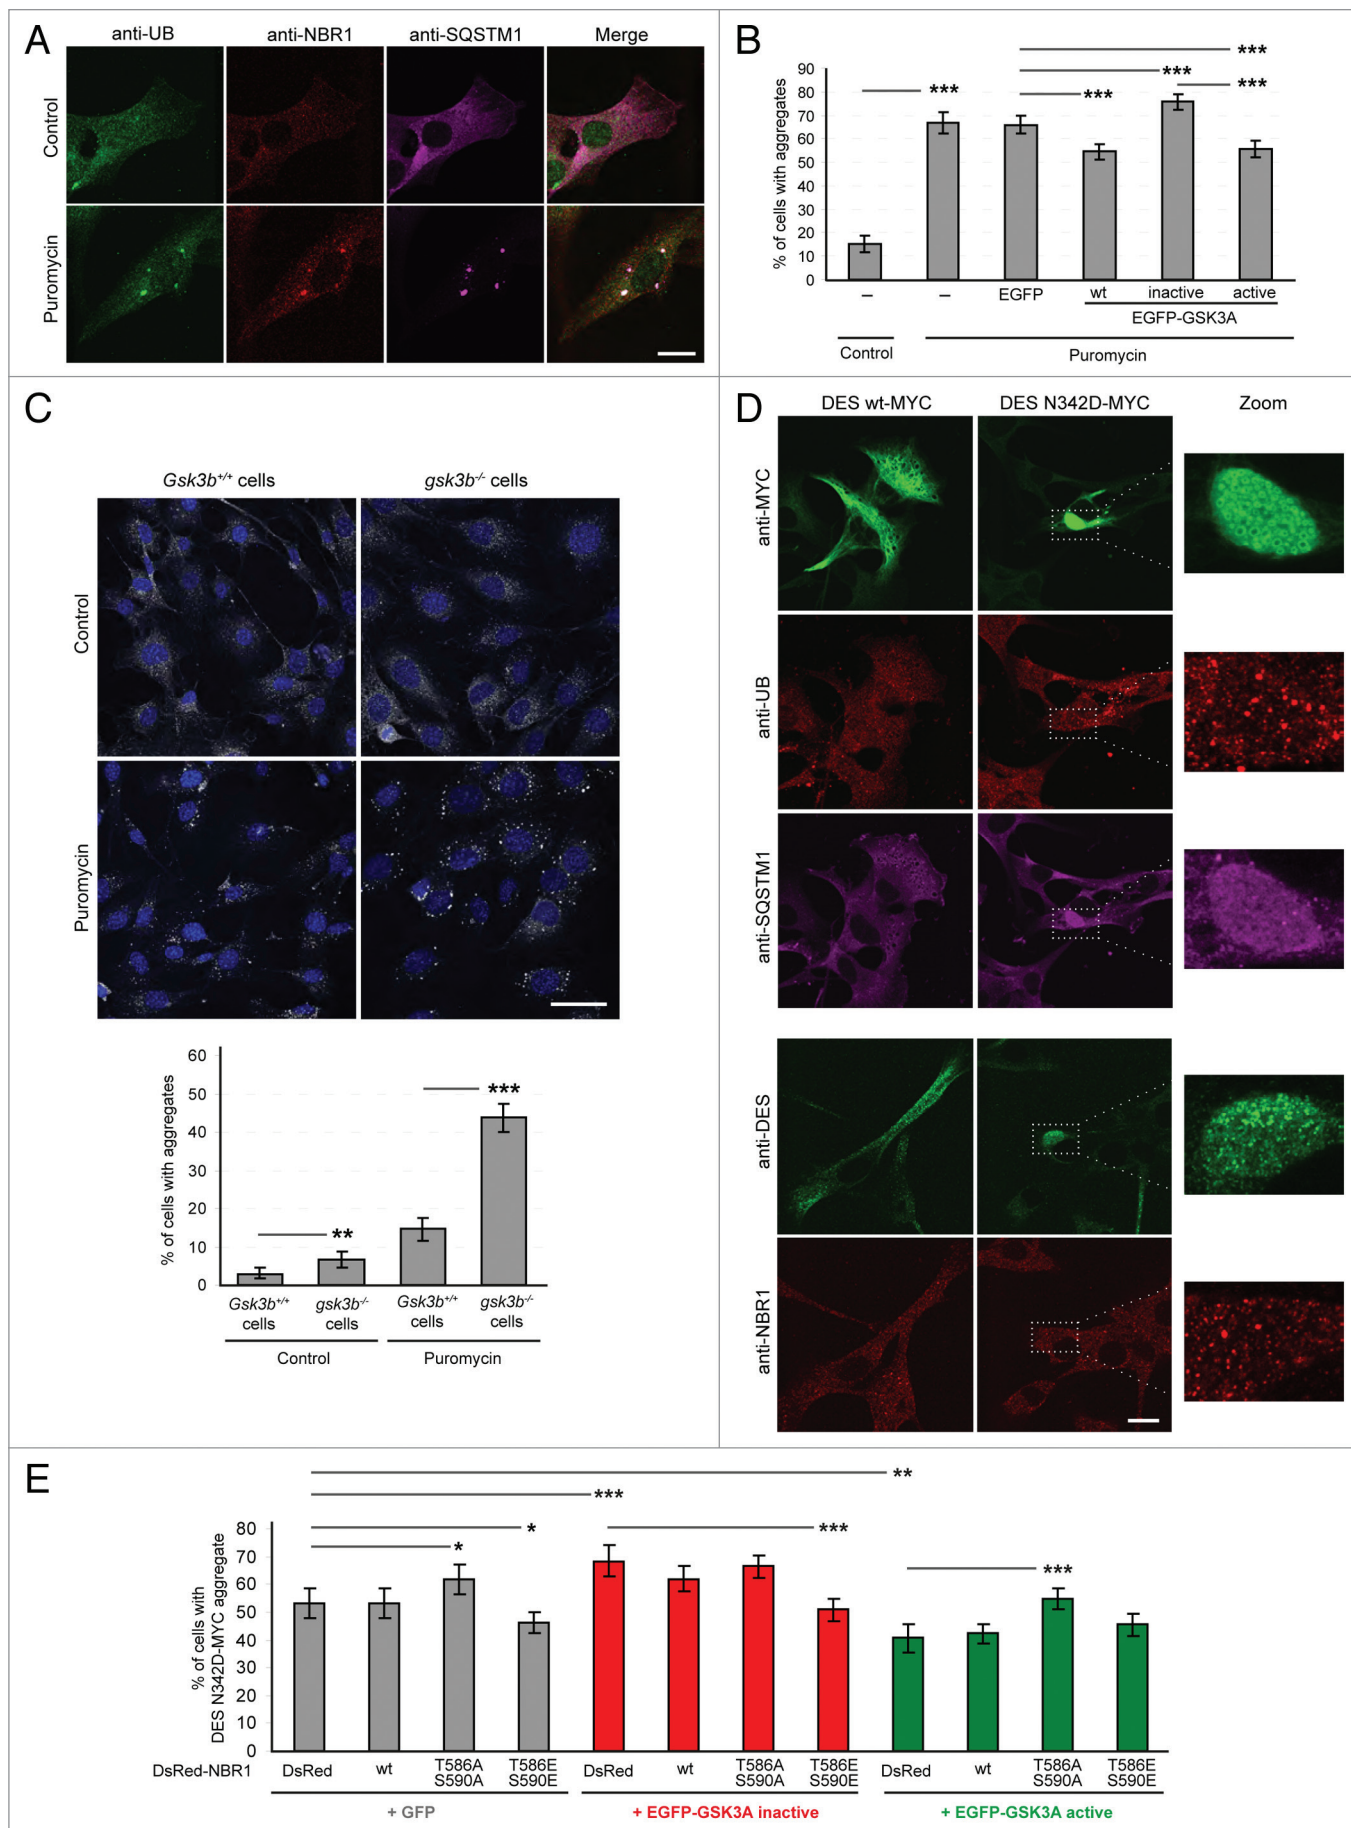 A
anti-UB anti-NBR1 anti-SQSTM1 Merge
Control
Puromycin
B
% of cells with aggregates
90
80
70
60
50
40
30
20
10
0
*** *** *** *** ***
– – EGFP wt inactive active
EGFP-GSK3A
Control Puromycin
C
Gsk3b+/+ cells gsk3b-/- cells
Control
Puromycin
% of cells with aggregates
60
50
40
30
20
10
0
** ***
Gsk3b+/+ gsk3b-/- Gsk3b+/+ gsk3b-/-
cells cells cells cells
Control Puromycin
D
DES wt-MYC DES N342D-MYC Zoom
anti-MYC
anti-UB
anti-SQSTM1
anti-DES
anti-NBR1
E
**
***
* ***
* ***
% of cells with
DES N342D-MYC aggregate
80
70
60
50
40
30
20
10
0
DsRed-NBR1 DsRed wt T586A T586E DsRed wt T586A T586E DsRed wt T586A T586E
S590A S590E S590A S590E S590A S590E
+ GFP + EGFP-GSK3A inactive + EGFP-GSK3A active